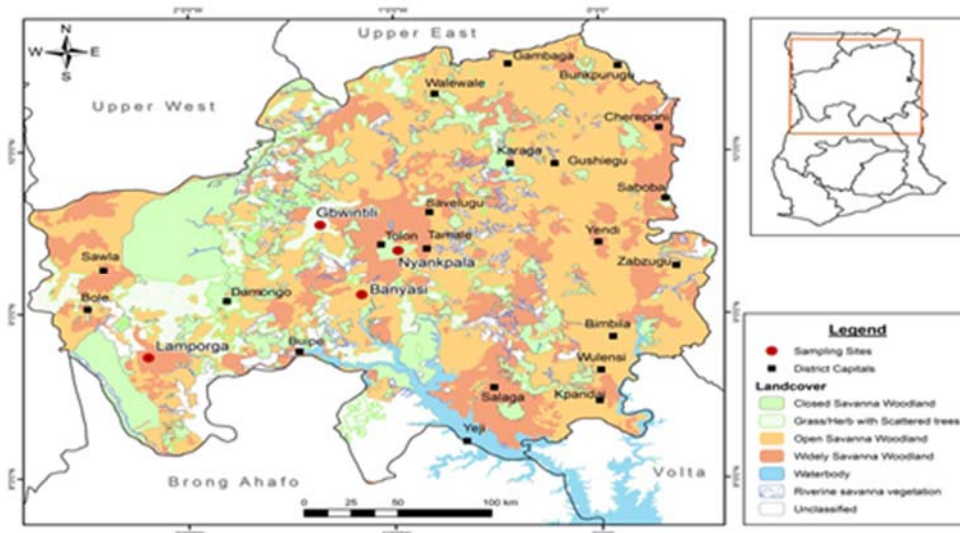 Upper East
N
W E
S
Gambaga
Bunkpurugu
Walewale
Upper West
Chereponi
Karaga
Gushiegu
Saboba
Savelugu
Gbwintili
Tolon
Tamale
Yendi
Nyankpala
Zabzugu
Sawla
Banyasi
Damongo
Bole
Bimbila
Lamporga
Buipe
Wulensi
Salaga
Kpandai
Yeji
Volta
Brong Ahafo
0 25 50 100 km
Legend
Sampling Sites
District Capitals
Landcover
Closed Savanna Woodland
Grass/Herb with Scattered trees
Open Savanna Woodland
Widely Savanna Woodland
Waterbody
Riverine savanna vegetation
Unclassified